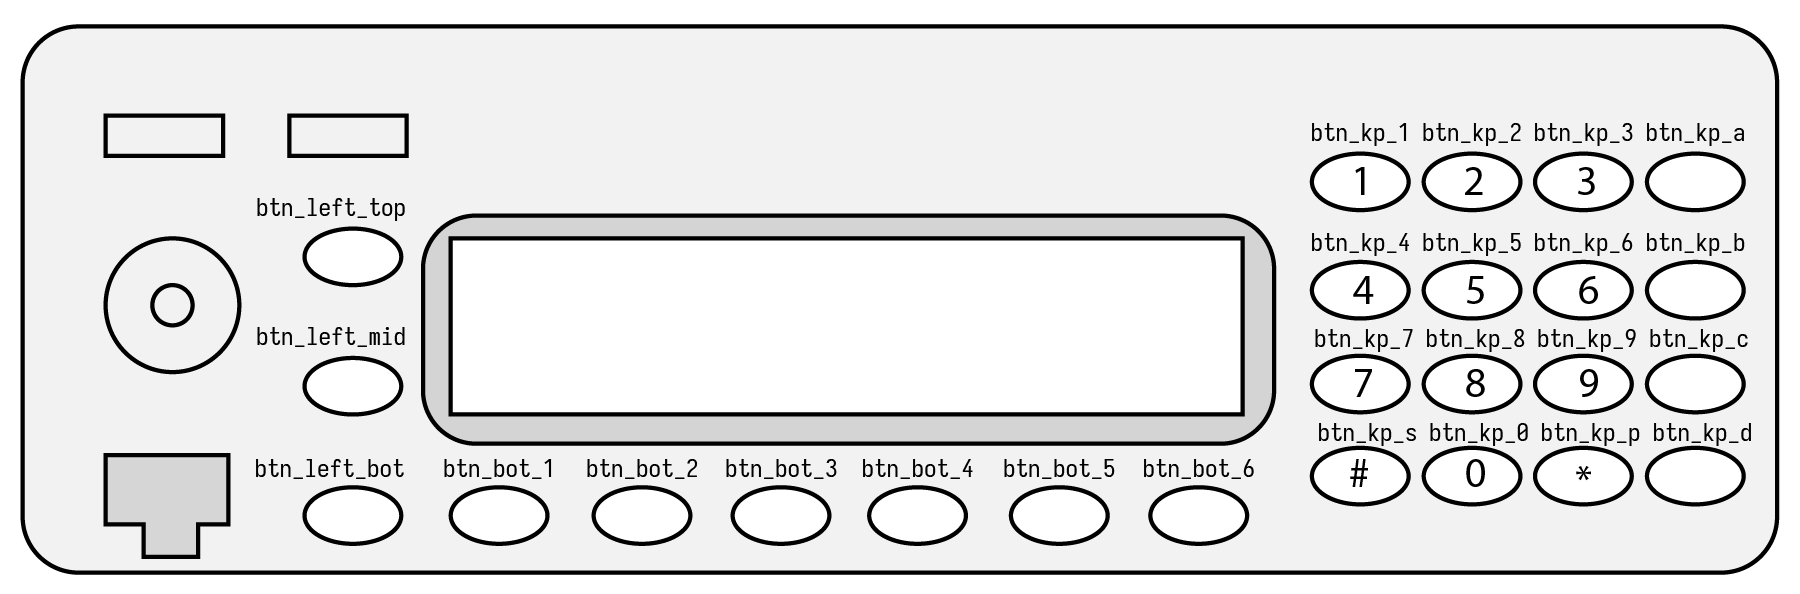 btn_kp_1 btn_kp_2 btn_kp_3 btn_kp_a
1 2 3
btn_left_top
btn_kp_4 btn_kp_5 btn_kp_6 btn_kp_b
4 5 6
btn_left_mid
btn_kp_7 btn_kp_8 btn_kp_9 btn_kp_c
7 8 9
btn_kp_s btn_kp_0 btn_kp_p btn_kp_d
# 0 *
btn_left_bot btn_bot_1 btn_bot_2 btn_bot_3 btn_bot_4 btn_bot_5 btn_bot_6